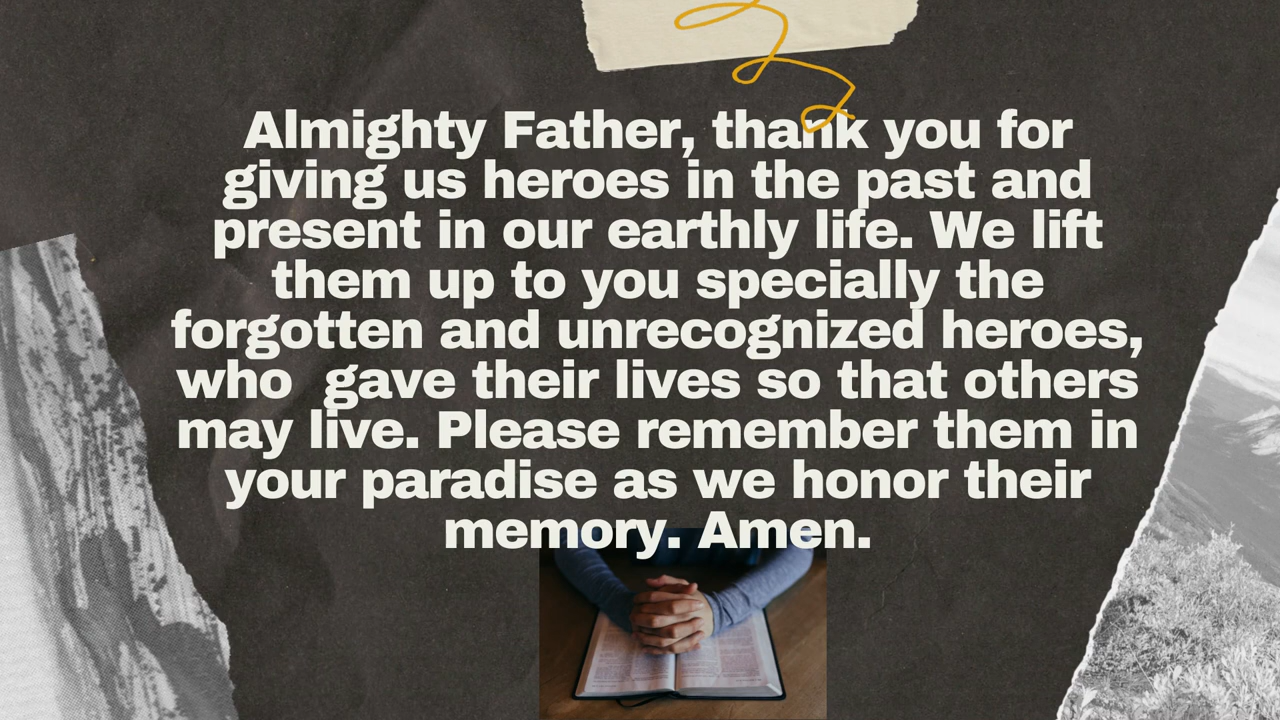 Almighty Father, thank you for
giving us heroes in the past and
present in our earthly life. We lift
them up to you specially the
forgotten and unrecognized heroes,
who  gave their lives so that others
may live. Please remember them in
your paradise as we honor their
memory. Amen.